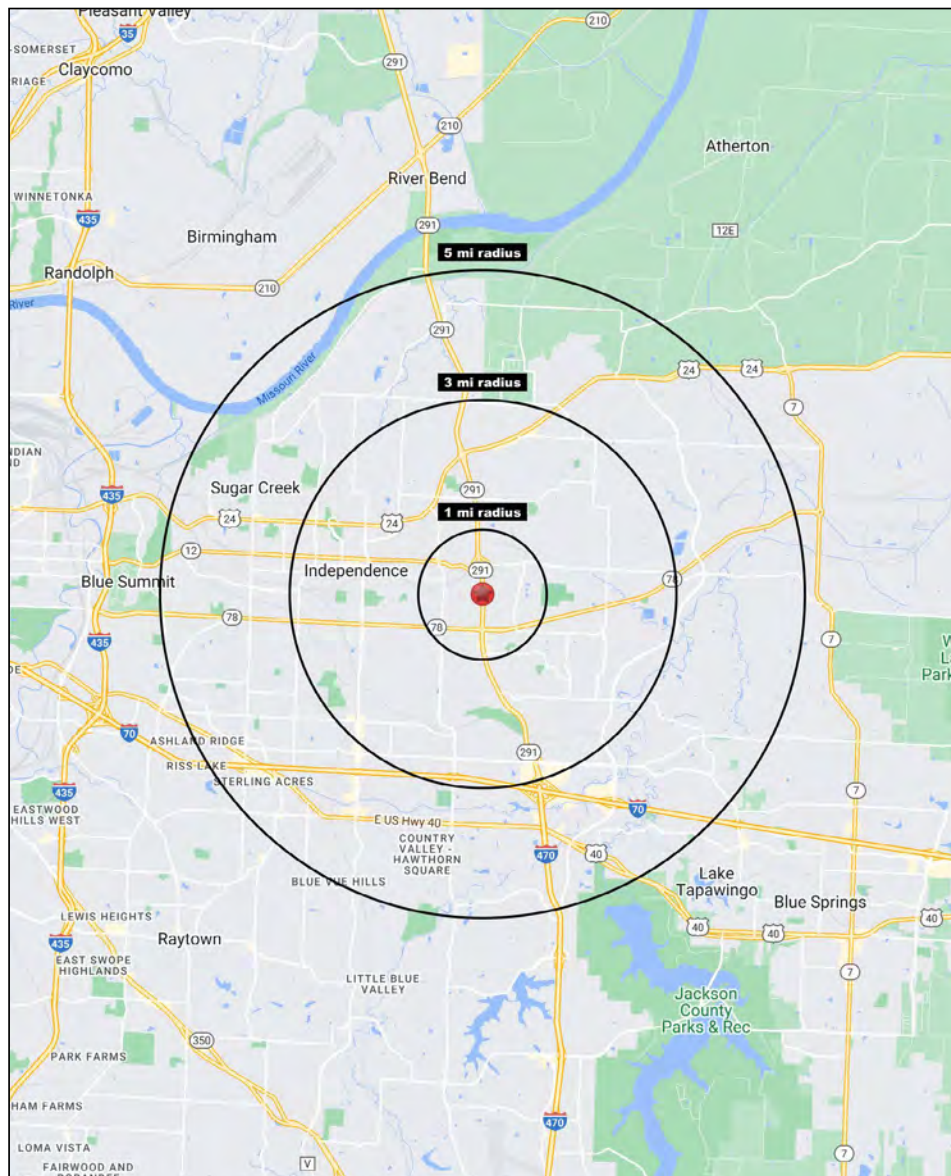 Pleasant Valley
35
210
-SOMERSET
291
Claycomo
RIAGE
210
Atherton
River Bend
WINNETONKA
435
291
12E
Birmingham
5 mi radius
Randolph
210
River
291
Missouri River
24
24
3 mi radius
7
NDIAN
ND
Sugar Creek
291
435
24
24
1 mi radius
12
291
Independence
78
Blue Summit
78
78
435
7
W
L
Park
DE
70
ASHLAND RIDGE
291
RISS LAKE
STERLING ACRES
435
7
EASTWOOD
HILLS WEST
70
E US Hwy 40
COUNTRY
VALLEY -
HAWTHORN
SQUARE
470
40
BLUE VUE HILLS
Lake
Tapawingo
Blue Springs
LEWIS HEIGHTS
40
40
40
435
Raytown
EAST SWOPE
HIGHLANDS
7
LITTLE BLUE
VALLEY
Jackson
County
Parks & Rec
350
PARK FARMS
HAM FARMS
470
LOMA VISTA
7
V
FAIRWOOD AND